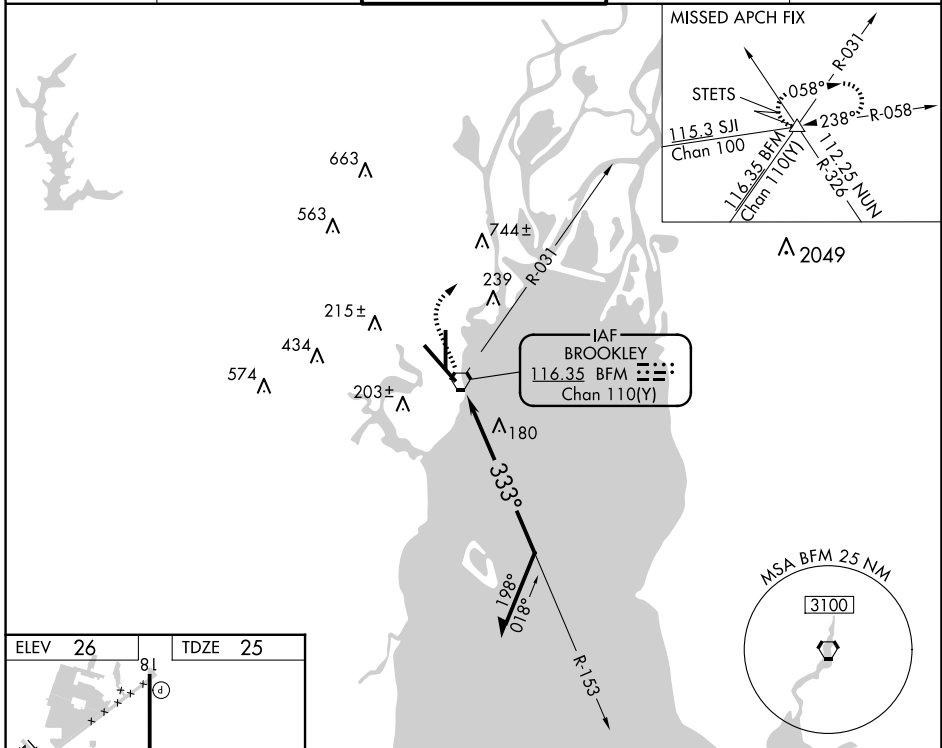 MISSED APCH FIX
R-031
STETS
058°
238°
R-058
115.3 SJI
Chan 100
116.35 BFM
Chan 110(Y)
112.25 NUN
R-326
2049
663
563
744±
R-031
239
215±
434
574
203±
IAF
BROOKLEY
116.35 BFM
Chan 110(Y)
180
333°
198°
018°
R-153
MSA BFM 25 NM
3100
ELEV 26
TDZE 25
18
P